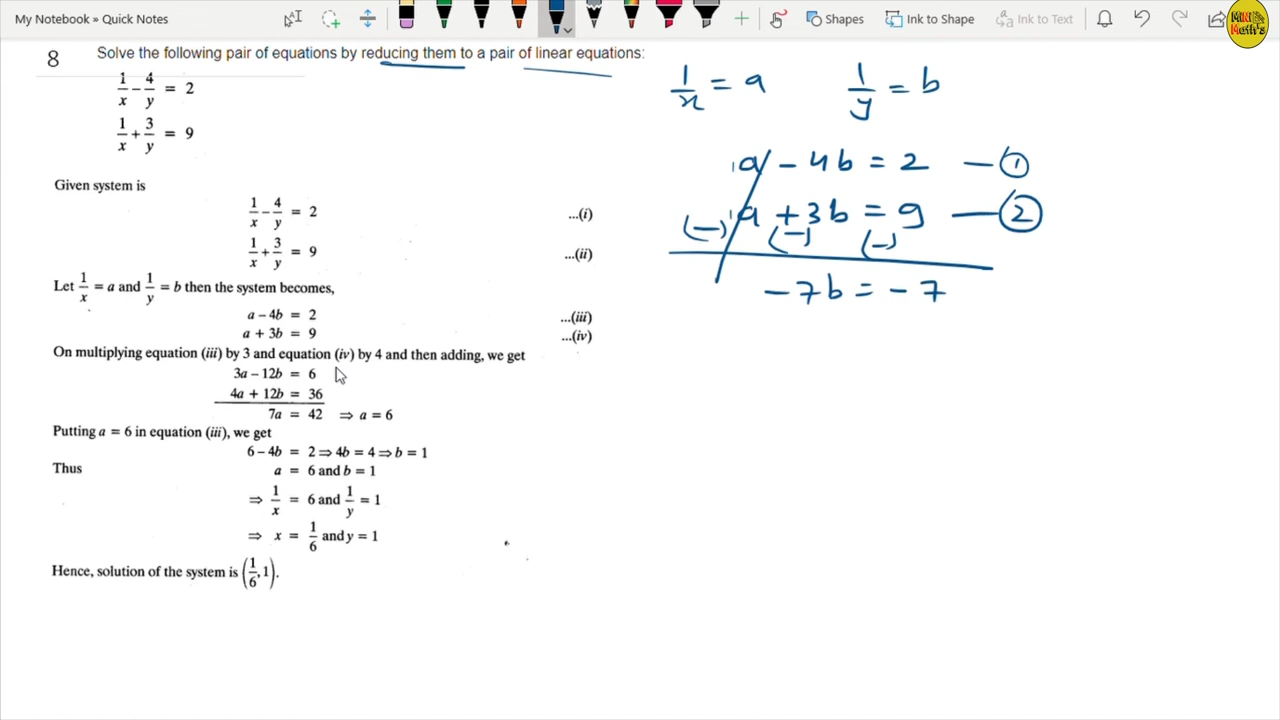 My Notebook » Quick Notes
Shapes
Ink to Shape
Ink to Text
MINI Math's
8 Solve the following pair of equations by reducing them to a pair of linear equations:
1/x - 4/y = 2
1/x + 3/y = 9
Given system is
1/x - 4/y = 2 ...(i)
1/x + 3/y = 9 ...(ii)
Let 1/x = a and 1/y = b then the system becomes,
a - 4b = 2 ...(iii)
a + 3b = 9 ...(iv)
On multiplying equation (iii) by 3 and equation (iv) by 4 and then adding, we get
3a - 12b = 6
4a + 12b = 36
7a = 42 ⇒ a = 6
Putting a = 6 in equation (iii), we get
6 - 4b = 2 ⇒ 4b = 4 ⇒ b = 1
Thus a = 6 and b = 1
⇒ 1/x = 6 and 1/y = 1
⇒ x = 1/6 and y = 1
Hence, solution of the system is (1/6, 1).
1/x = a 1/y = b
a - 4b = 2 — ①
a + 3b = 9 — ②
(-) (-) (-)
-7b = -7